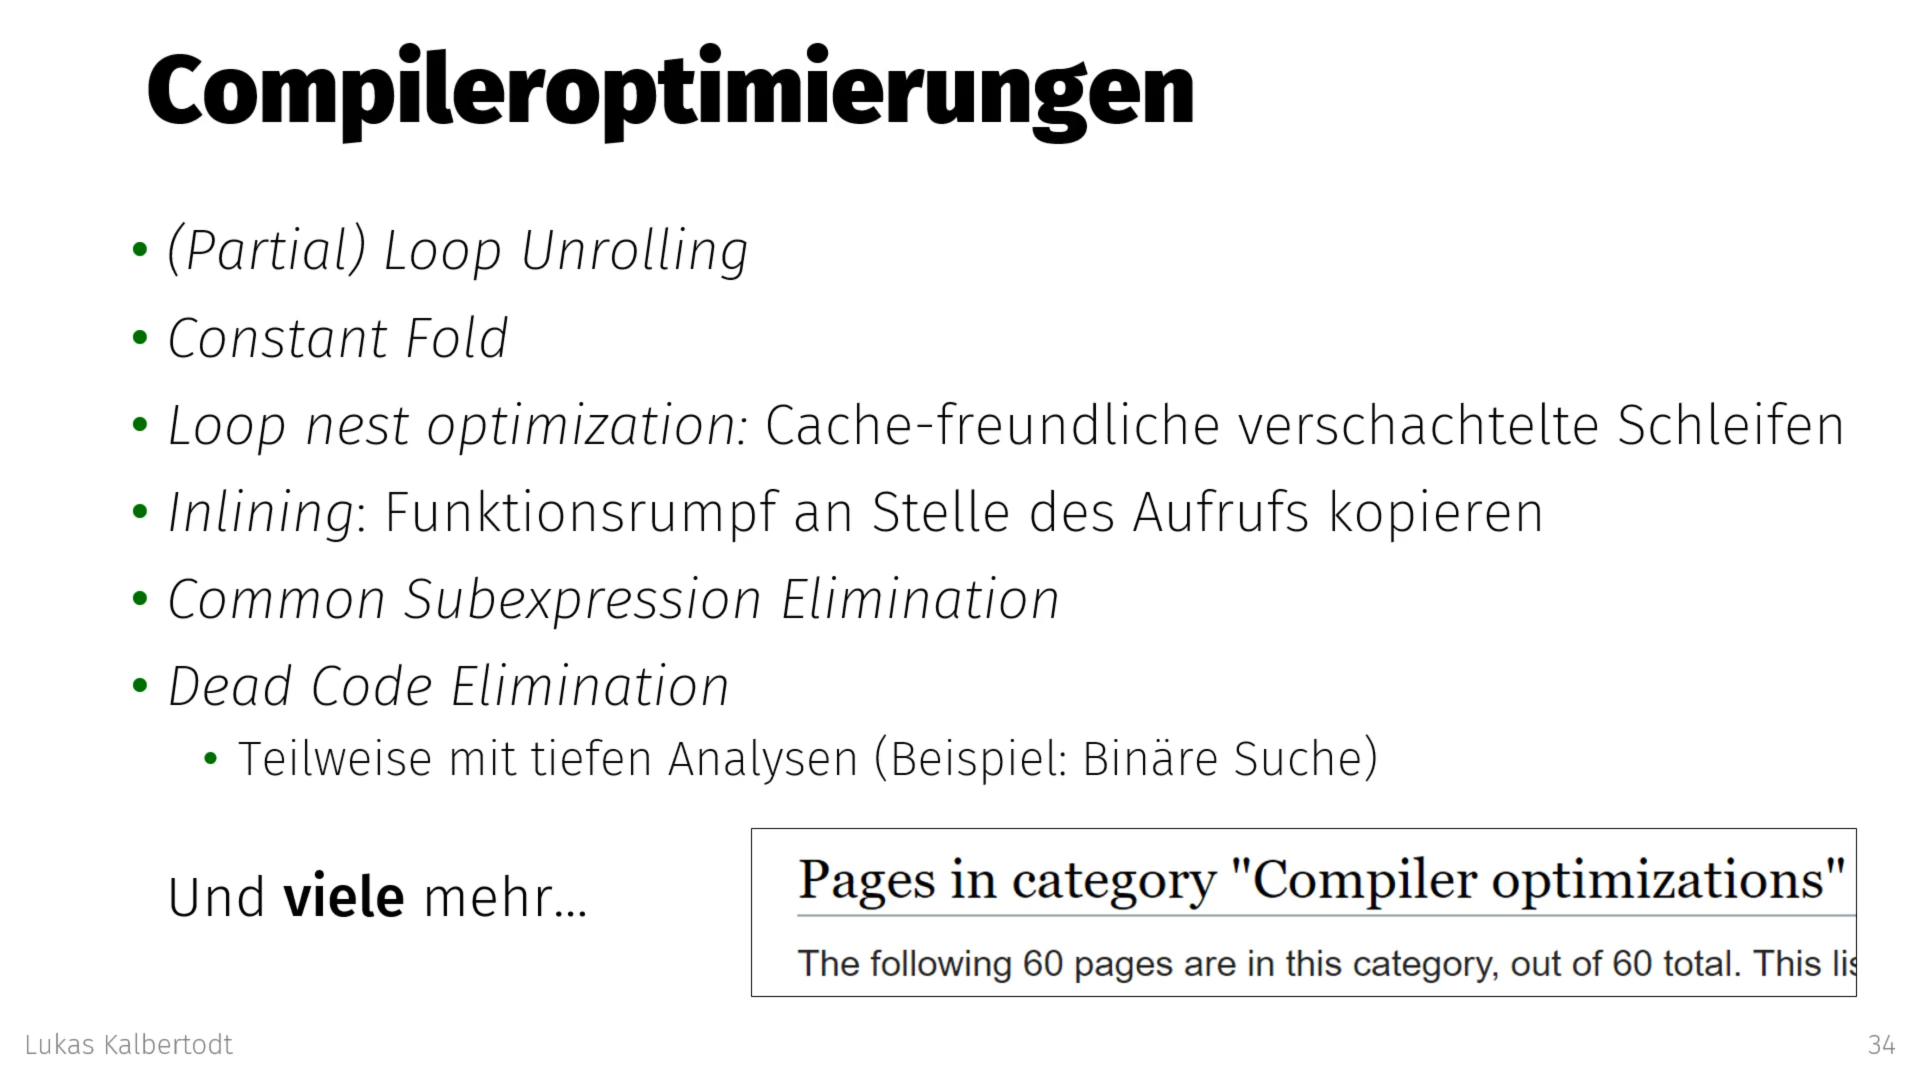 Compileroptimierungen
• (Partial) Loop Unrolling
• Constant Fold
• Loop nest optimization: Cache-freundliche verschachtelte Schleifen
• Inlining: Funktionsrumpf an Stelle des Aufrufs kopieren
• Common Subexpression Elimination
• Dead Code Elimination
• Teilweise mit tiefen Analysen (Beispiel: Binäre Suche)
Und viele mehr...
Pages in category "Compiler optimizations"
The following 60 pages are in this category, out of 60 total. This
Lukas Kalbertodt
34